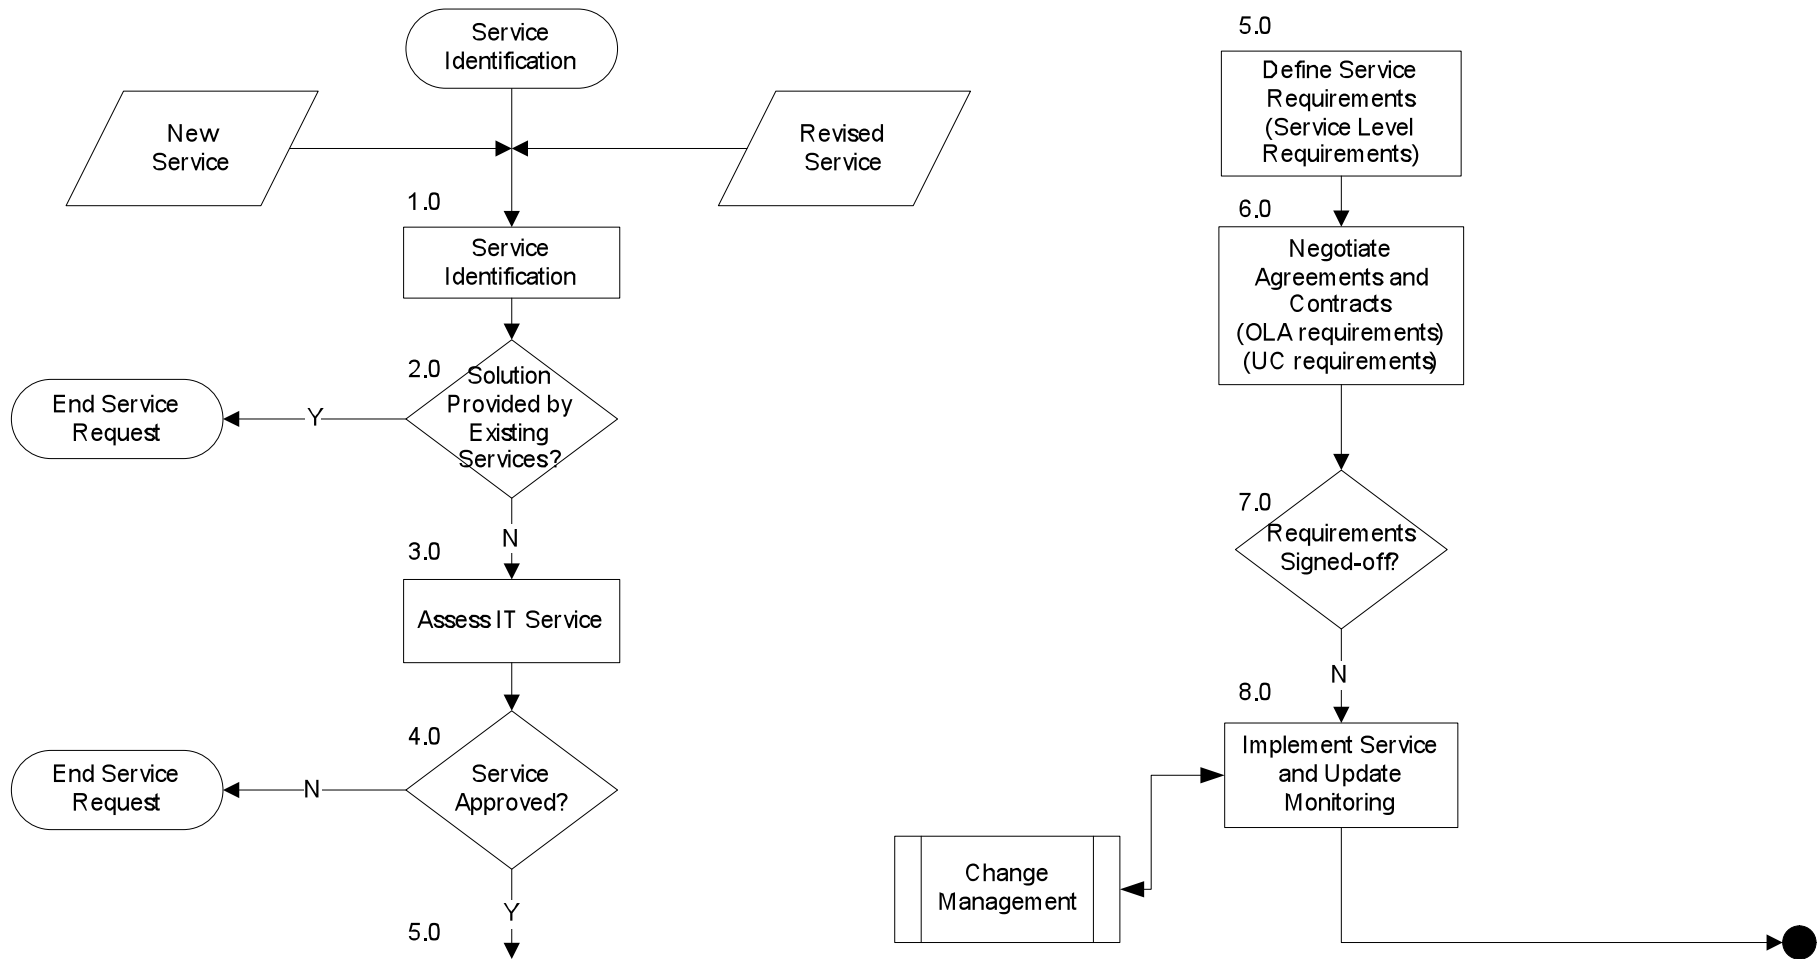 Service
Identification
New
Service
Revised
Service
1.0
Service
Identification
2.0
Solution
Provided by
Existing
Services?
Y
End Service
Request
N
3.0
Assess IT Service
4.0
Service
Approved?
N
End Service
Request
Y
5.0
5.0
Define Service
Requirements
(Service Level
Requirements)
6.0
Negotiate
Agreements and
Contracts
(OLA requirements)
(UC requirements)
7.0
Requirements
Signed-off?
N
8.0
Implement Service
and Update
Monitoring
Change
Management